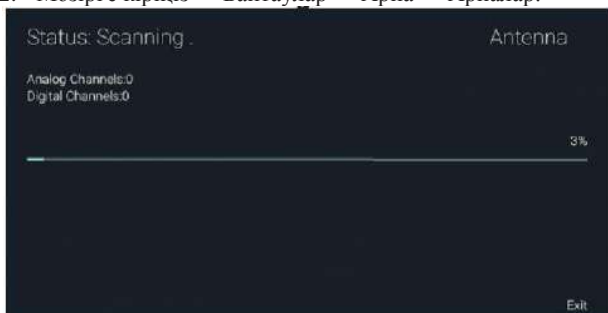 Status: Scanning .
Antenna
Analog Channels:0
Digital Channels:0
3%
Exit